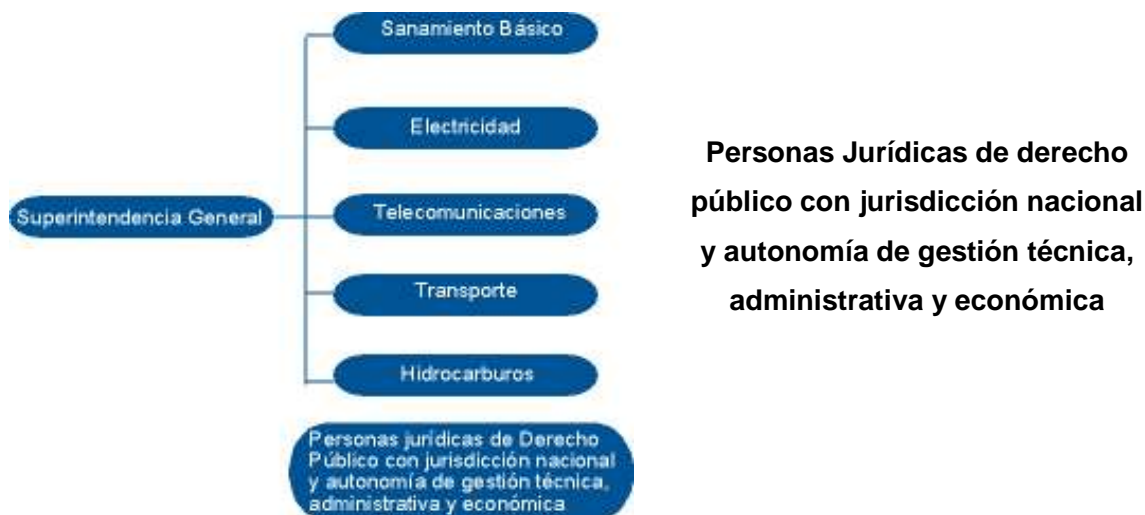 Sanamiento Básico
Electricidad
Superintendencia General
Telecomunicaciones
Transporte
Hidrocarburos
Personas jurídicas de Derecho
Público con jurisdicción nacional
y autonomía de gestión técnica,
administrativa y económica
Personas Jurídicas de derecho
público con jurisdicción nacional
y autonomía de gestión técnica,
administrativa y económica